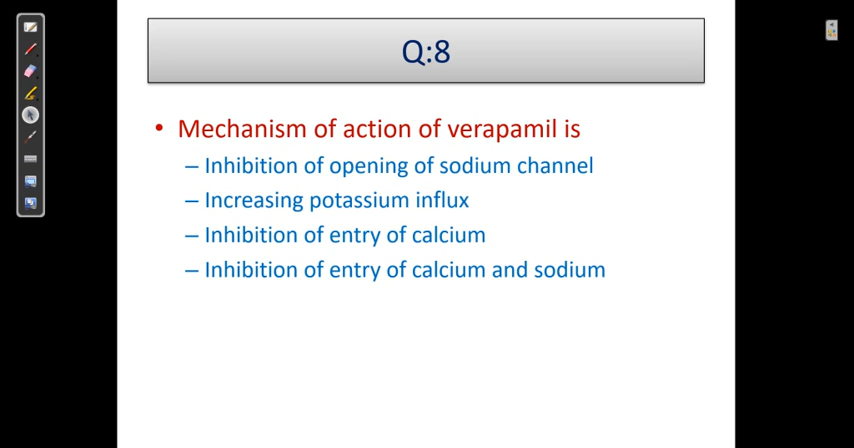 Q:8
• Mechanism of action of verapamil is
– Inhibition of opening of sodium channel
– Increasing potassium influx
– Inhibition of entry of calcium
– Inhibition of entry of calcium and sodium